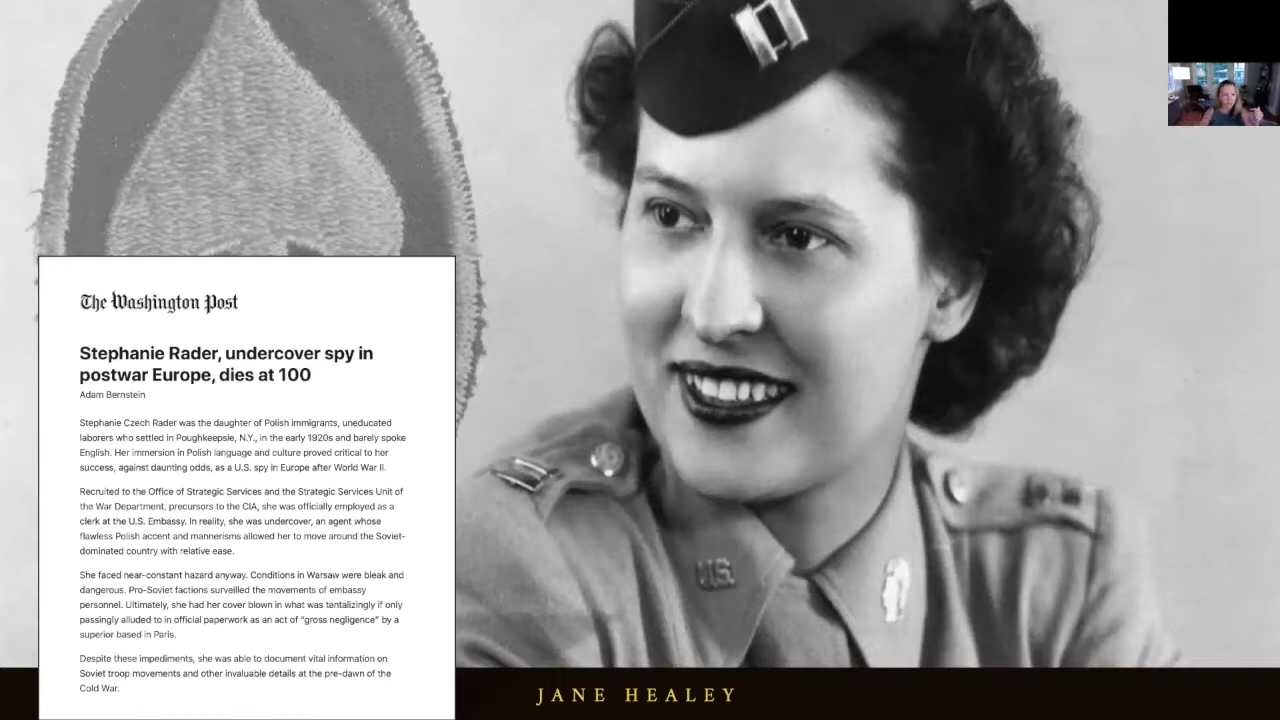 The Washington Post
Stephanie Rader, undercover spy in
postwar Europe, dies at 100
Adam Bernstein
Stephanie Czech Rader was the daughter of Polish immigrants, uneducated
laborers who settled in Poughkeepsie, N.Y., in the early 1920s and barely spoke
English. Her immersion in Polish language and culture proved critical to her
success, against daunting odds, as a U.S. spy in Europe after World War II.
Recruited to the Office of Strategic Services and the Strategic Services Unit of
the War Department, precursors to the CIA, she was officially employed as a
clerk at the U.S. Embassy. In reality, she was undercover, an agent whose
flawless Polish accent and mannerisms allowed her to move around the Soviet-
dominated country with relative ease.
She faced near-constant hazard anyway. Conditions in Warsaw were bleak and
dangerous. Pro-Soviet factions surveilled the movements of embassy
personnel. Ultimately, she had her cover blown in what was tantalizingly if only
passingly alluded to in official paperwork as an act of “gross negligence” by a
superior based in Paris.
Despite these impediments, she was able to document vital information on
Soviet troop movements and other invaluable details at the pre-dawn of the
Cold War.
U.S.
JANE HEALEY